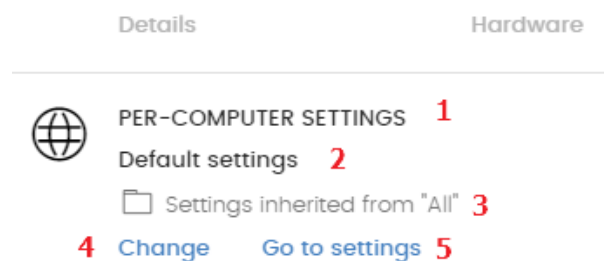 Details Hardware
PER-COMPUTER SETTINGS 1
Default settings 2
Settings inherited from "All" 3
4 Change Go to settings 5